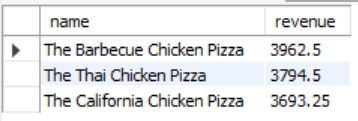 name revenue
The Barbecue Chicken Pizza 3962.5
The Thai Chicken Pizza 3794.5
The California Chicken Pizza 3693.25